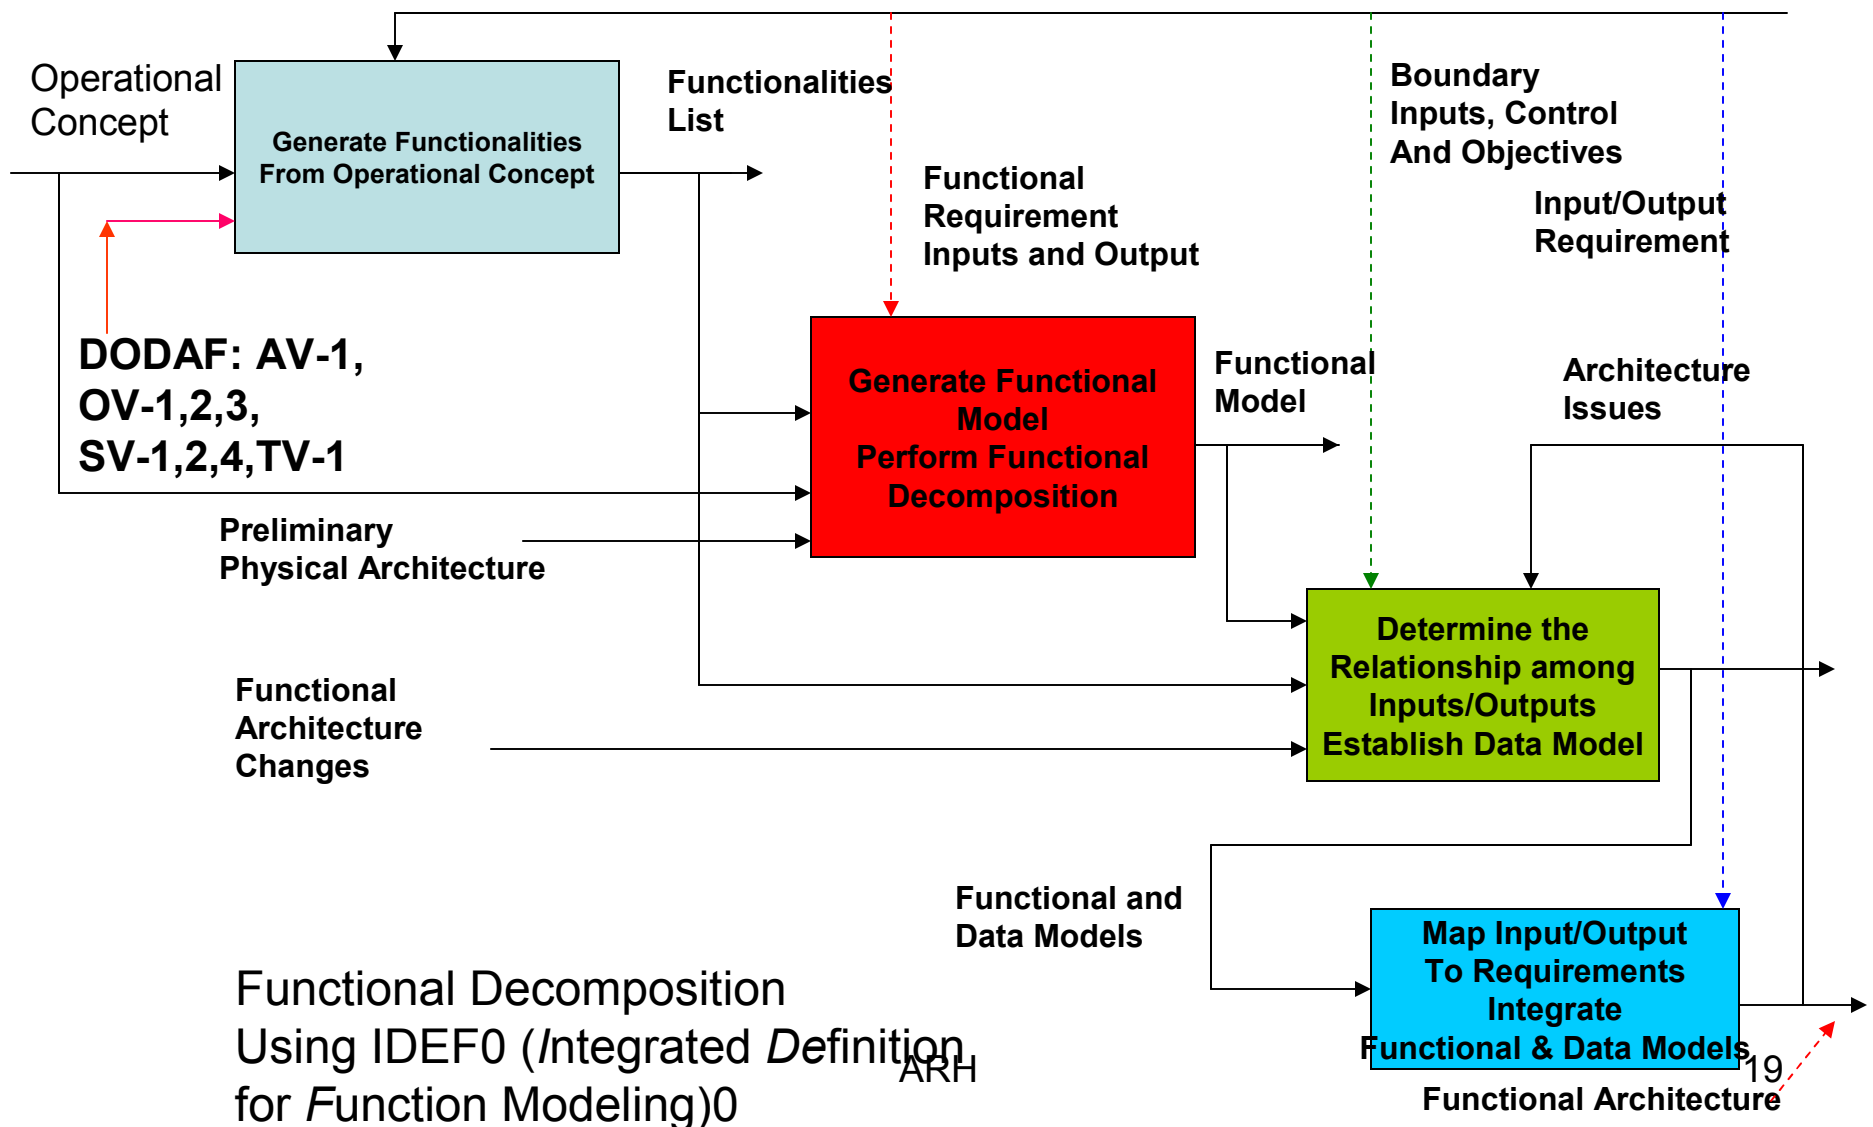 Operational
Concept
Generate Functionalities
From Operational Concept
Functionalities
List
Boundary
Inputs, Control
And Objectives
Functional
Requirement
Inputs and Output
Input/Output
Requirement
DODAF: AV-1,
OV-1,2,3,
SV-1,2,4,TV-1
Generate Functional
Model
Perform Functional
Decomposition
Functional
Model
Architecture
Issues
Preliminary
Physical Architecture
Determine the
Relationship among
Inputs/Outputs
Establish Data Model
Functional
Architecture
Changes
Functional and
Data Models
Map Input/Output
To Requirements
Integrate
Functional & Data Models
Functional Decomposition
Using IDEF0 (Integrated Definition
for Function Modeling)0
ARH
19
Functional Architecture